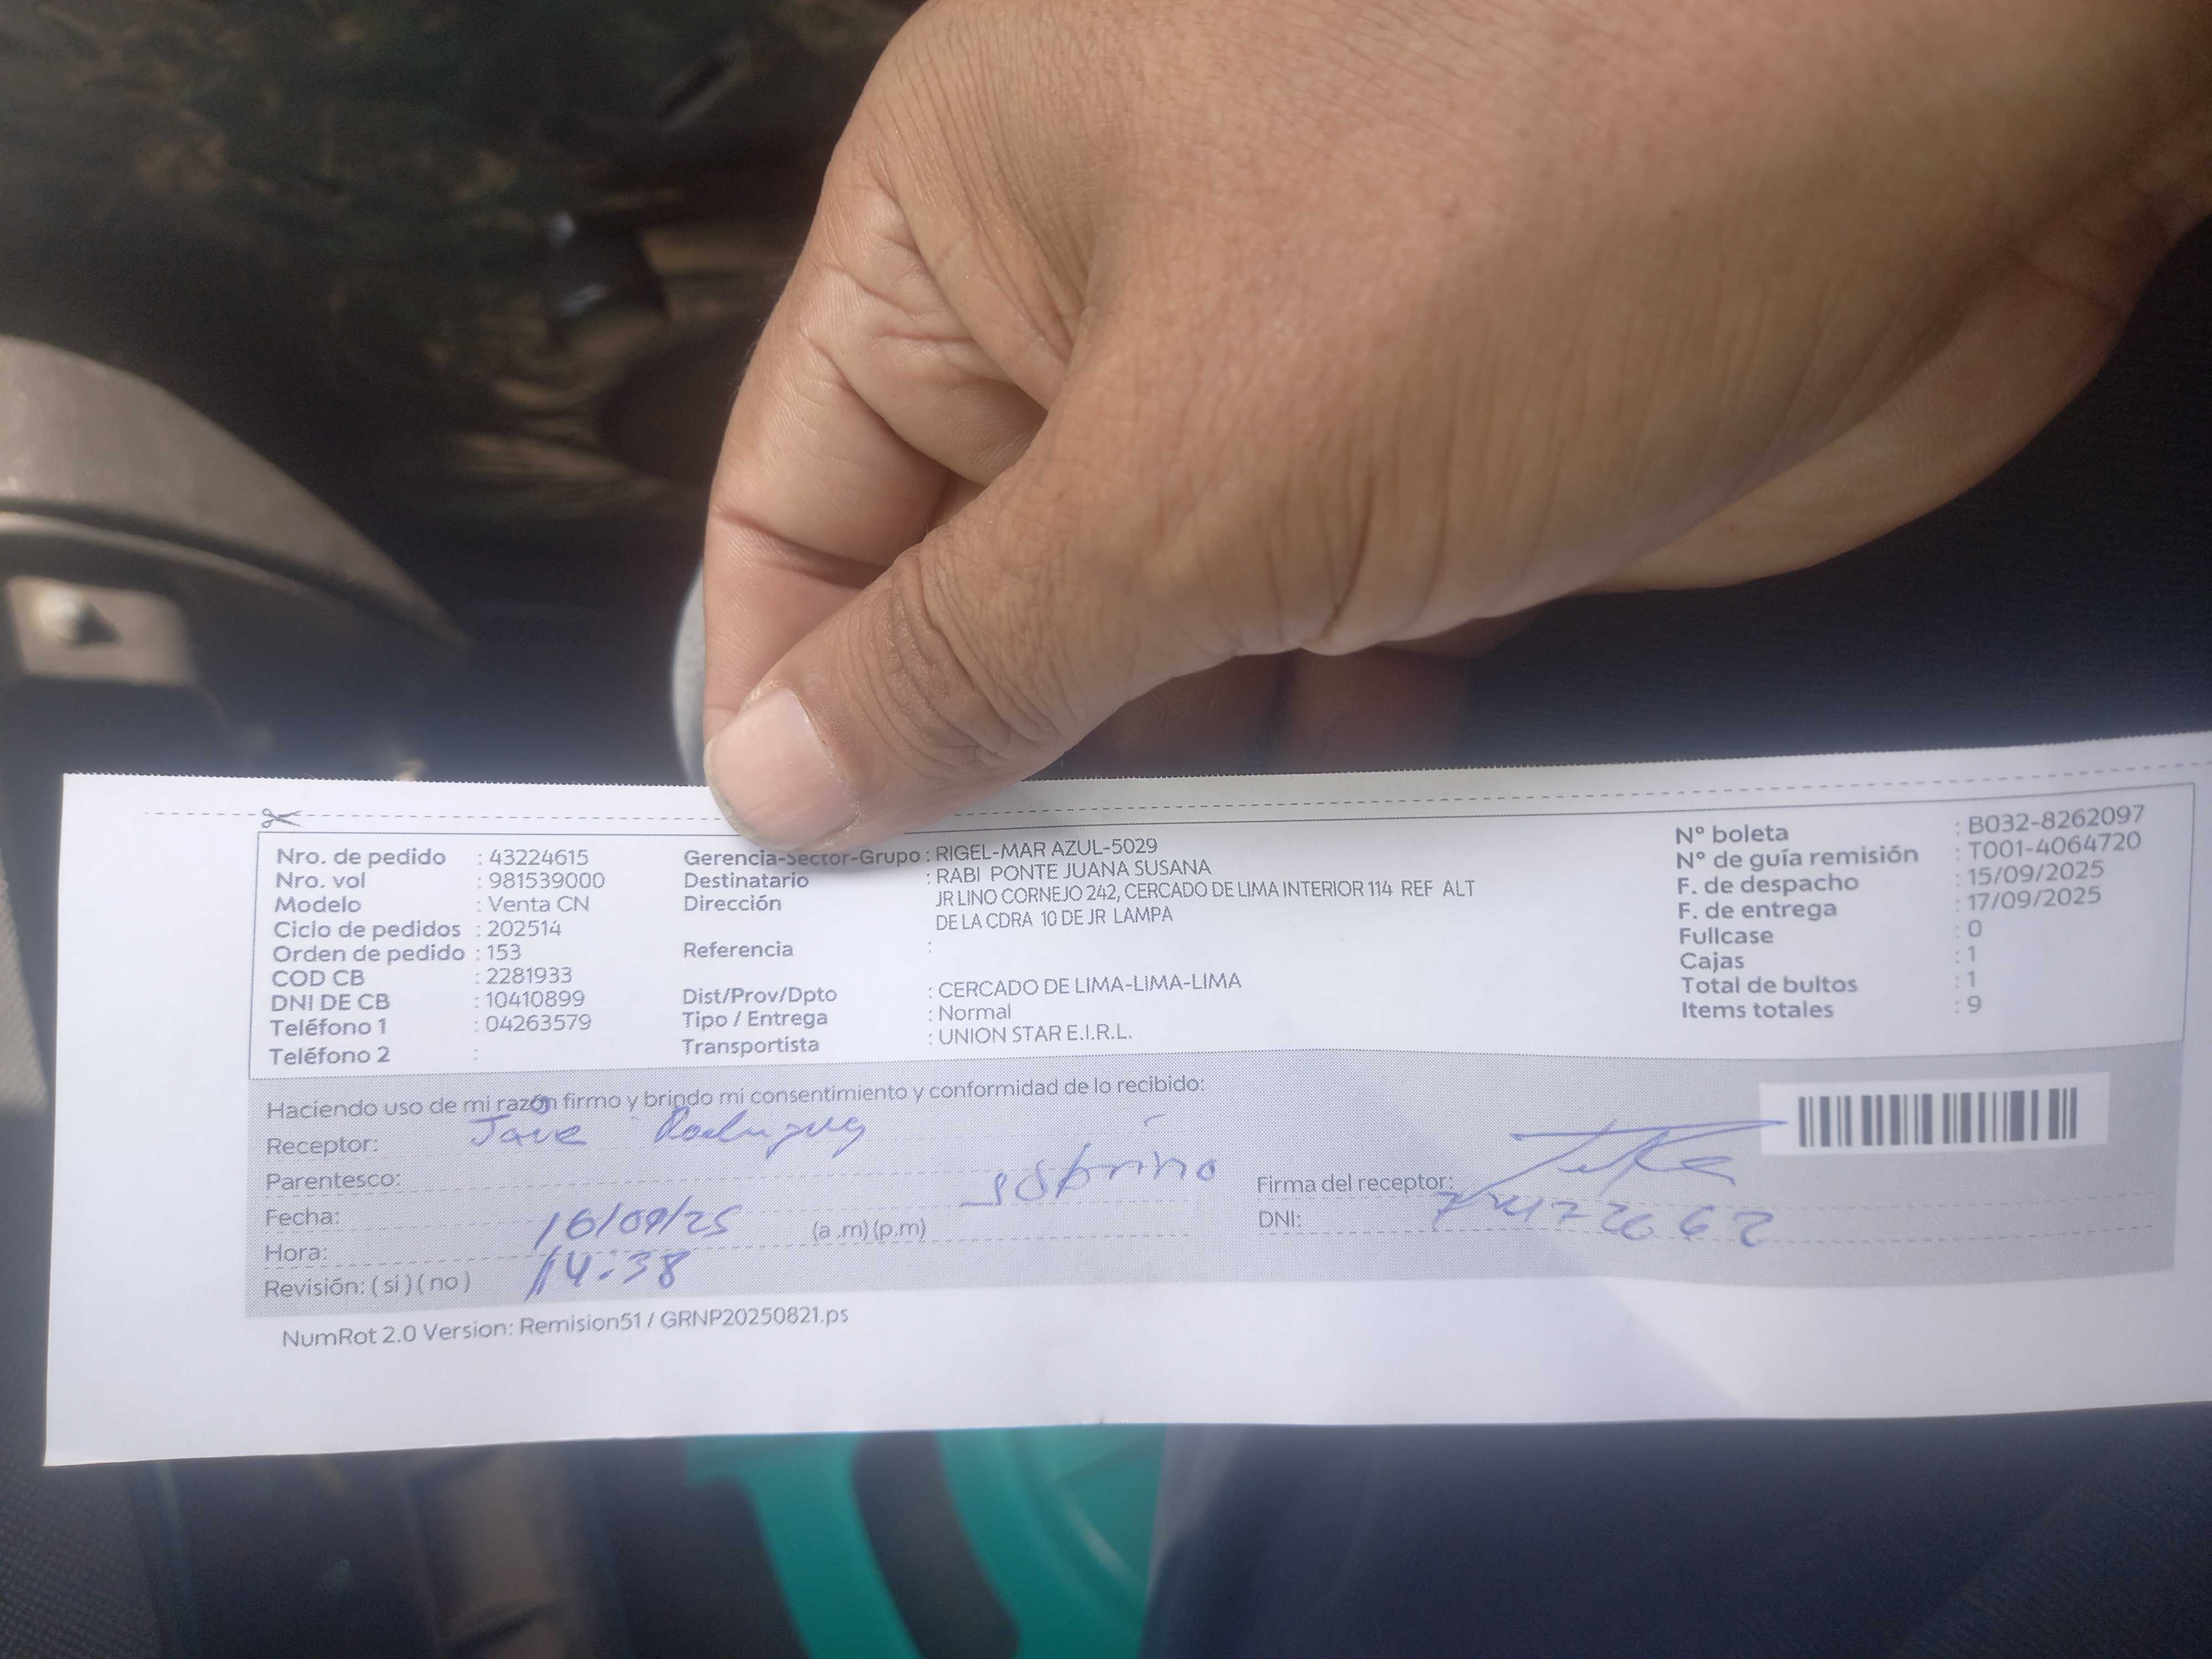 Nro. de pedido : 43224615
Nro. vol : 981539000
Modelo : Venta CN
Ciclo de pedidos : 202514
Orden de pedido : 153
COD CB : 2281933
DNI DE CB : 10410899
Teléfono 1 : 04263579
Teléfono 2 :
Gerencia-Sector-Grupo : RIGEL-MAR AZUL-5029
Destinatario : RABI PONTE JUANA SUSANA
Dirección JR LINO CORNEJO 242, CERCADO DE LIMA INTERIOR 114 REF ALT
DE LA CDRA 10 DE JR LAMPA
Referencia :
Dist/Prov/Dpto : CERCADO DE LIMA-LIMA-LIMA
Tipo / Entrega : Normal
Transportista : UNION STAR E.I.R.L.
N° boleta : B032-8262097
N° de guía remisión : T001-4064720
F. de despacho : 15/09/2025
F. de entrega : 17/09/2025
Fullcase : 0
Cajas : 1
Total de bultos : 1
Items totales : 9
Haciendo uso de mi razón firmo y brindo mi consentimiento y conformidad de lo recibido:
Receptor: Rodriguez
Parentesco: sobrino
Fecha: 16/09/25
Hora: 14:38 (a.m)(p.m)
Revisión: ( si ) ( no )
Firma del receptor:
DNI:
NumRot 2.0 Version: Remision51 / GRNP20250821.ps